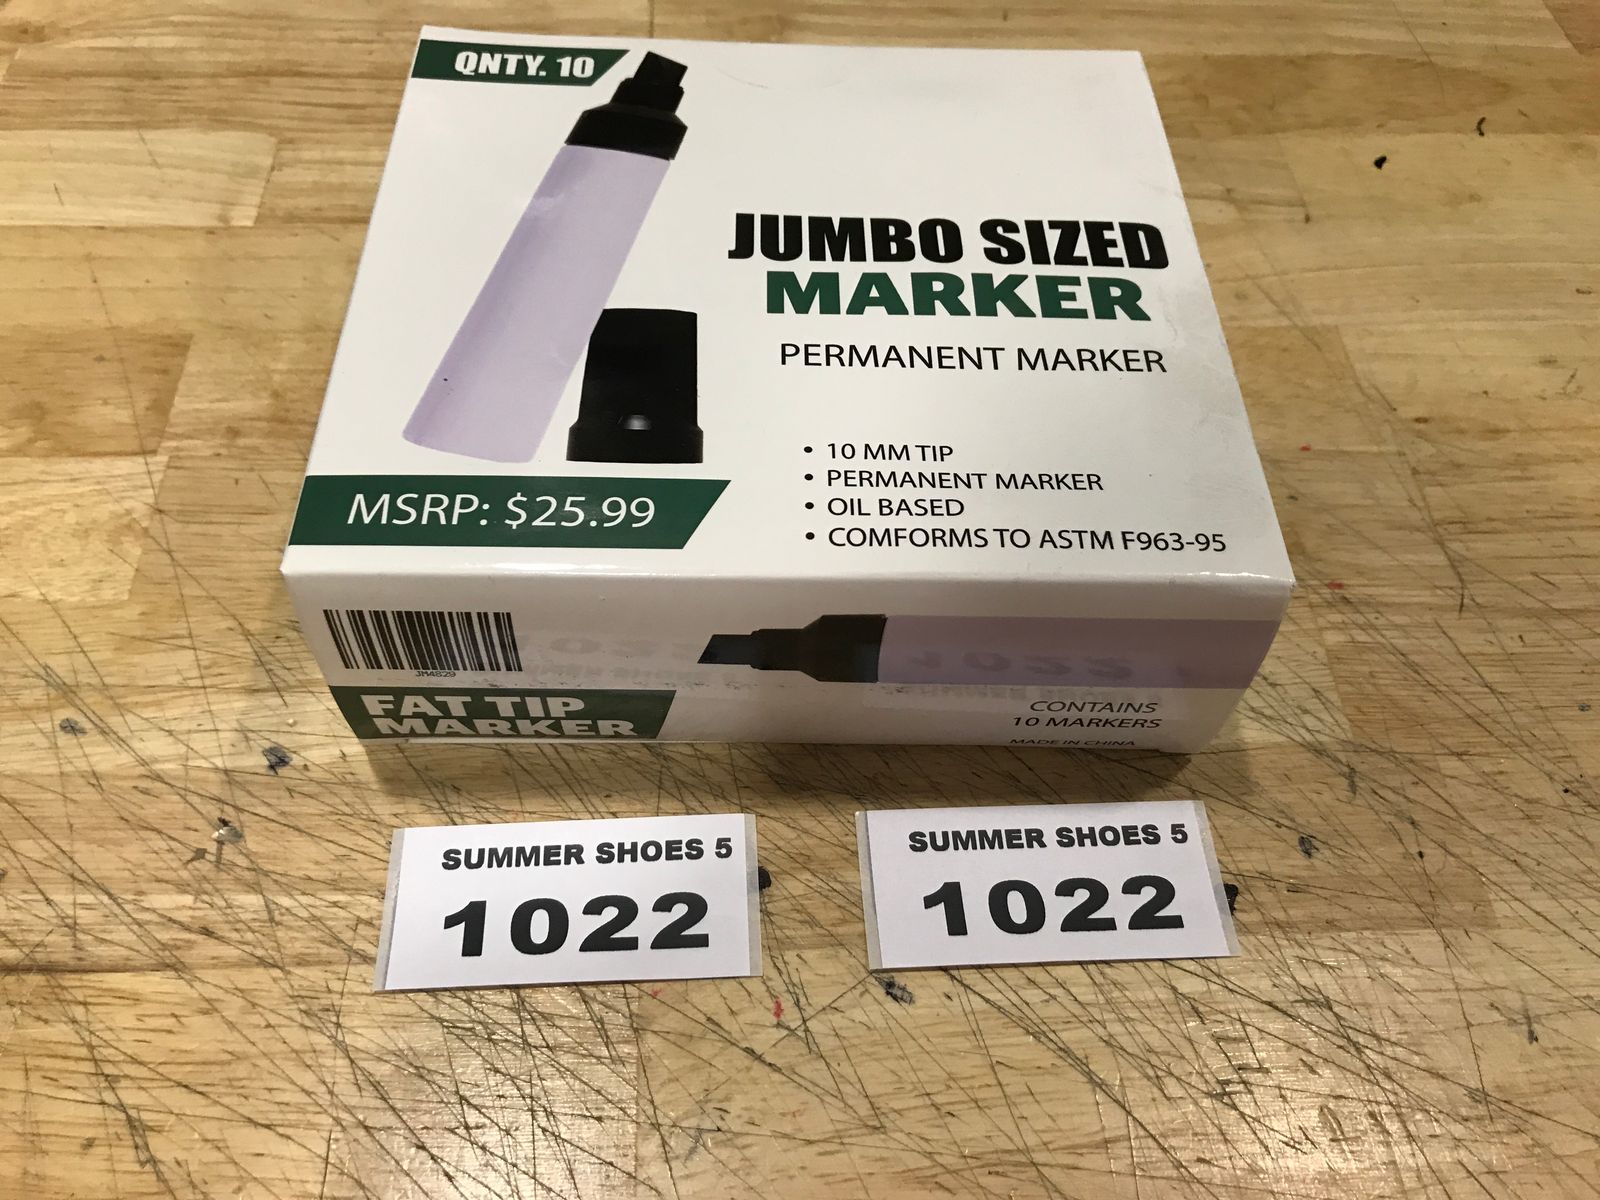 QNTY. 10
JUMBO SIZED
MARKER
PERMANENT MARKER
• 10 MM TIP
• PERMANENT MARKER
• OIL BASED
• COMFORMS TO ASTM F963-95
MSRP: $25.99
JM4829
FAT TIP
MARKER
CONTAINS
10 MARKERS
MADE IN CHINA
SUMMER SHOES 5
1022
SUMMER SHOES 5
1022